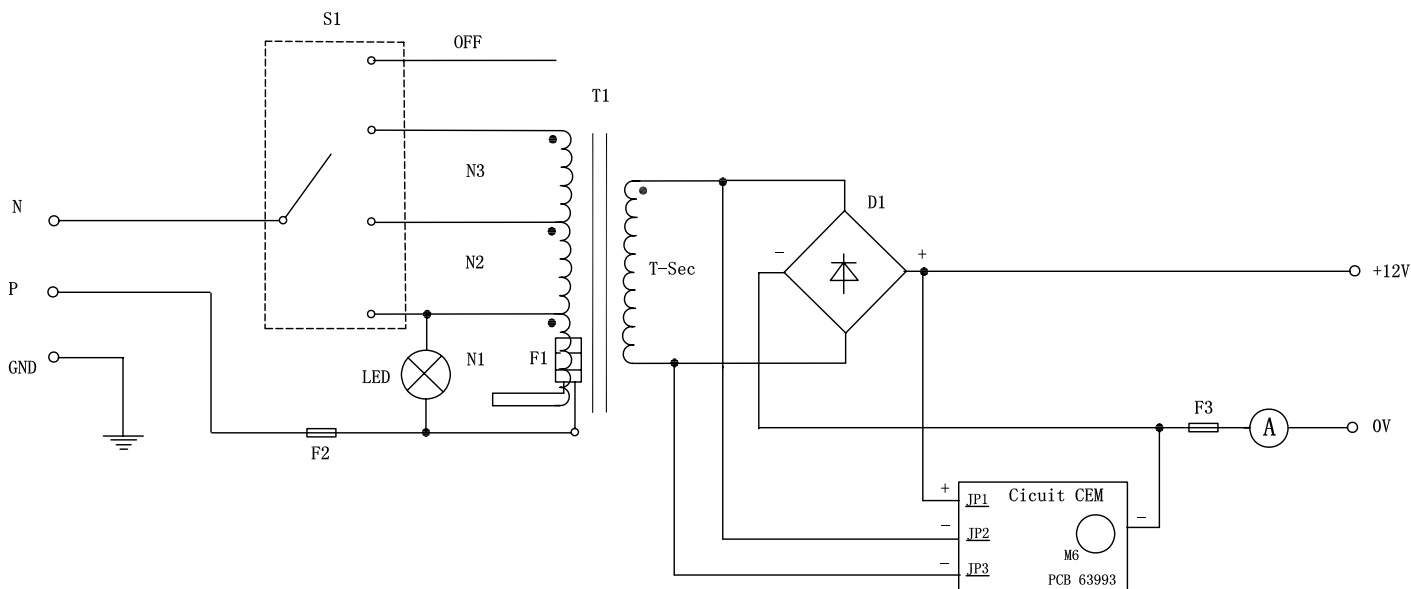 S1
OFF
T1
N3
N
D1
N2
T-Sec
−
+
+12V
P
N1
F1
GND
LED
F3
A
0V
F2
+
JP1
Cicuit CEM
−
−
JP2
M6
−
JP3
PCB 63993